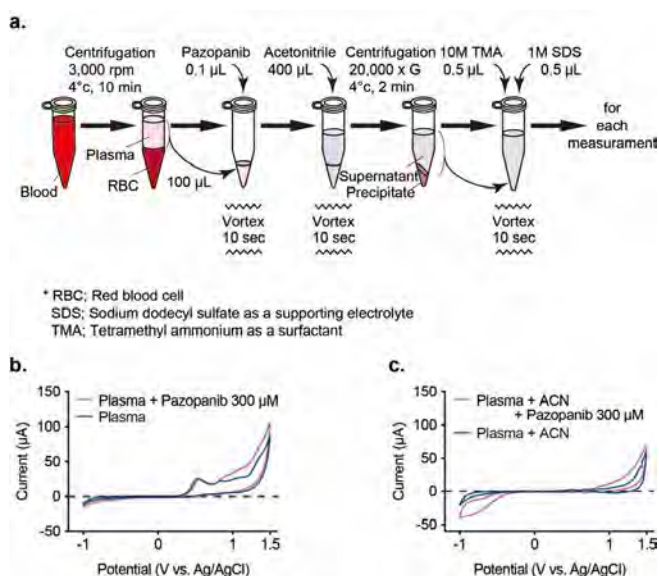 a.
Centrifugation
3,000 rpm
4°c, 10 min
Pazopanib
0.1 µL
Acetonitrile
400 µL
Centrifugation
20,000 x G
4°c, 2 min
10M TMA
0.5 µL
1M SDS
0.5 µL
Blood
Plasma
RBC
100 µL
Vortex
10 sec
Vortex
10 sec
Supernatant
Precipitate
Vortex
10 sec
for
each
measurament
* RBC; Red blood cell
SDS; Sodium dodecyl sulfate as a supporting electrolyte
TMA; Tetramethyl ammonium as a surfactant
b.
Plasma + Pazopanib 300 µM
Plasma
Current (µA)
100
50
0
-50
-1
0
1
1.5
Potential (V vs. Ag/AgCl)
c.
Plasma + ACN
+ Pazopanib 300 µM
Plasma + ACN
Current (µA)
100
50
0
-50
-1
0
1
1.5
Potential (V vs. Ag/AgCl)